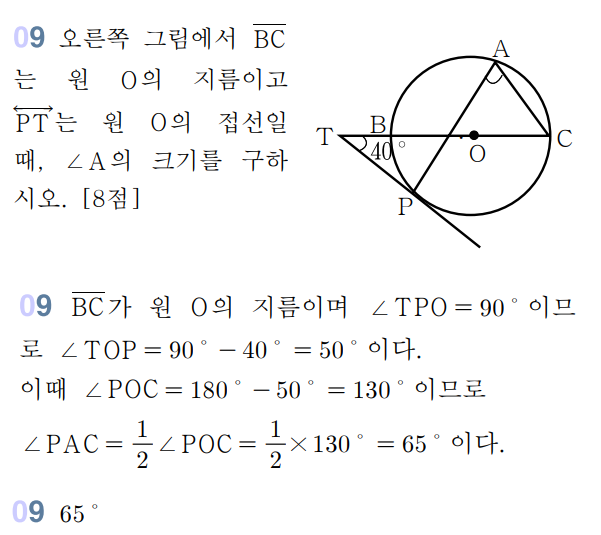 09 오른쪽 그림에서 BC
는 원 O의 지름이고
PT는 원 O의 접선일
때, ∠A의 크기를 구하
시오. [8점]
A
T
B
C
40°
O
P
09 BC가 원 O의 지름이며 ∠TPO=90°이므
로 ∠TOP=90°-40°=50°이다.
이때 ∠POC=180°-50°=130°이므로
∠PAC=1/2∠POC=1/2×130°=65°이다.
09 65°